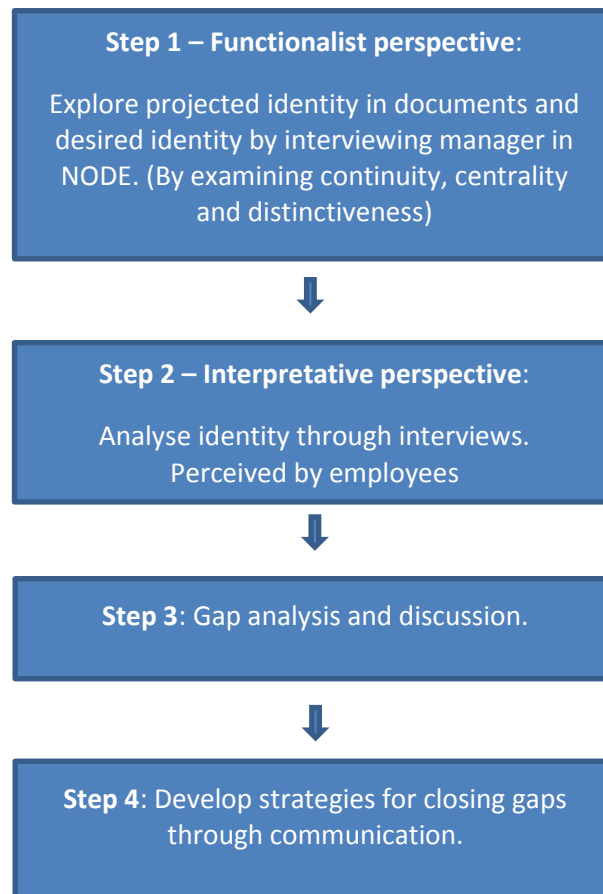 Step 1 – Functionalist perspective:
Explore projected identity in documents and
desired identity by interviewing manager in
NODE. (By examining continuity, centrality
and distinctiveness)
Step 2 – Interpretative perspective:
Analyse identity through interviews.
Perceived by employees
Step 3: Gap analysis and discussion.
Step 4: Develop strategies for closing gaps
through communication.